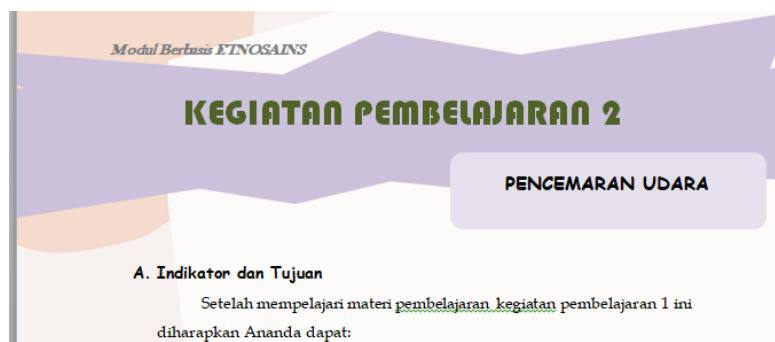 Modul Berbasis ETNOSAINS
KEGIATAN PEMBELAJARAN 2
PENCEMARAN UDARA
A. Indikator dan Tujuan
Setelah mempelajari materi pembelajaran kegiatan pembelajaran 1 ini
diharapkan Ananda dapat: